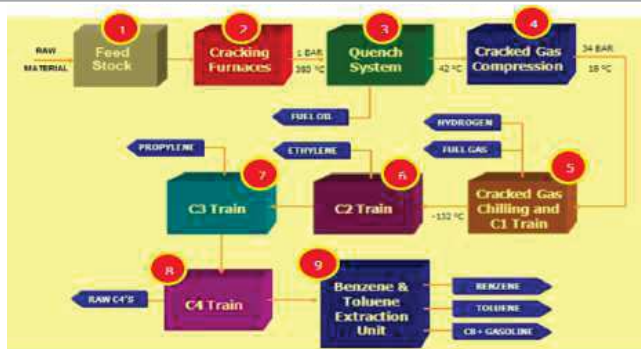 1
2
3
4
RAW
MATERIAL
Feed
Stock
Cracking
Furnaces
1 BAR
Quench
System
42 ºC
Cracked Gas
Compression
34 BAR
FUEL OIL
HYDROGEN
PROPYLENE
ETHYLENE
FUEL GAS
7
6
5
C3 Train
C2 Train
-132 ºC
Cracked Gas
Chilling and
C1 Train
8
9
RAW C4'S
C4 Train
Benzene &
Toluene
Extraction
Unit
BENZENE
TOLUENE
C8+ GASOLINE